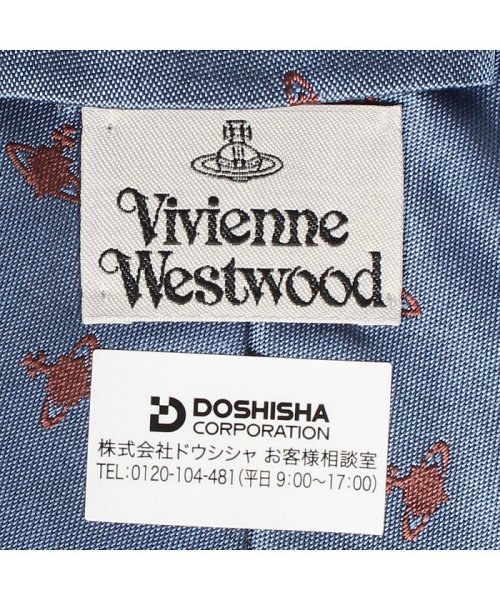 Vivienne
Westwood
DOSHISHA
CORPORATION
株式会社ドウシシャ お客様相談室
TEL:0120-104-481(平日 9:00～17:00)